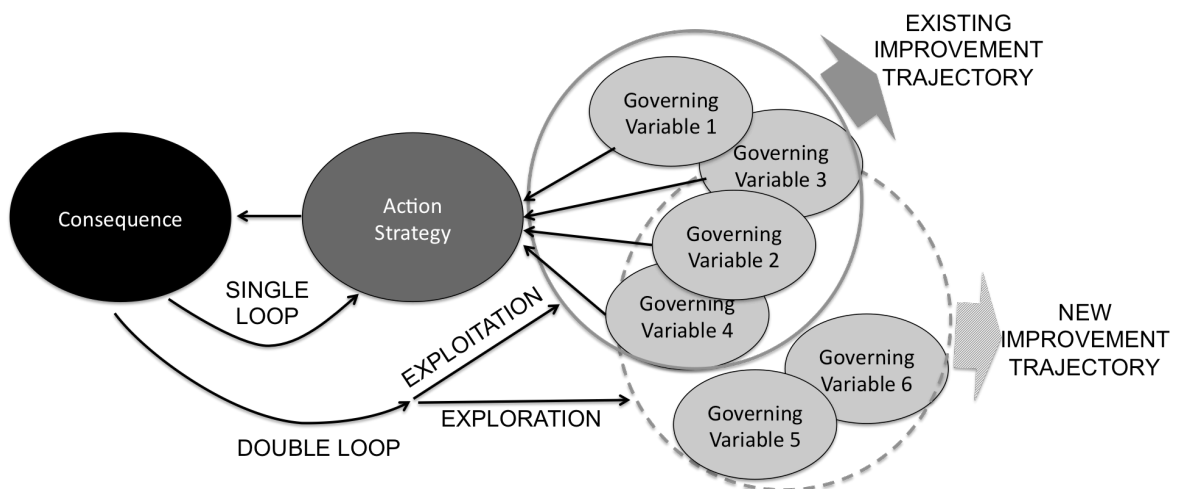 EXISTING
IMPROVEMENT
TRAJECTORY
Governing
Variable 1
Governing
Variable 3
Consequence
Action
Strategy
Governing
Variable 2
SINGLE
LOOP
EXPLOITATION
Governing
Variable 4
NEW
IMPROVEMENT
TRAJECTORY
Governing
Variable 6
EXPLORATION
Governing
Variable 5
DOUBLE LOOP